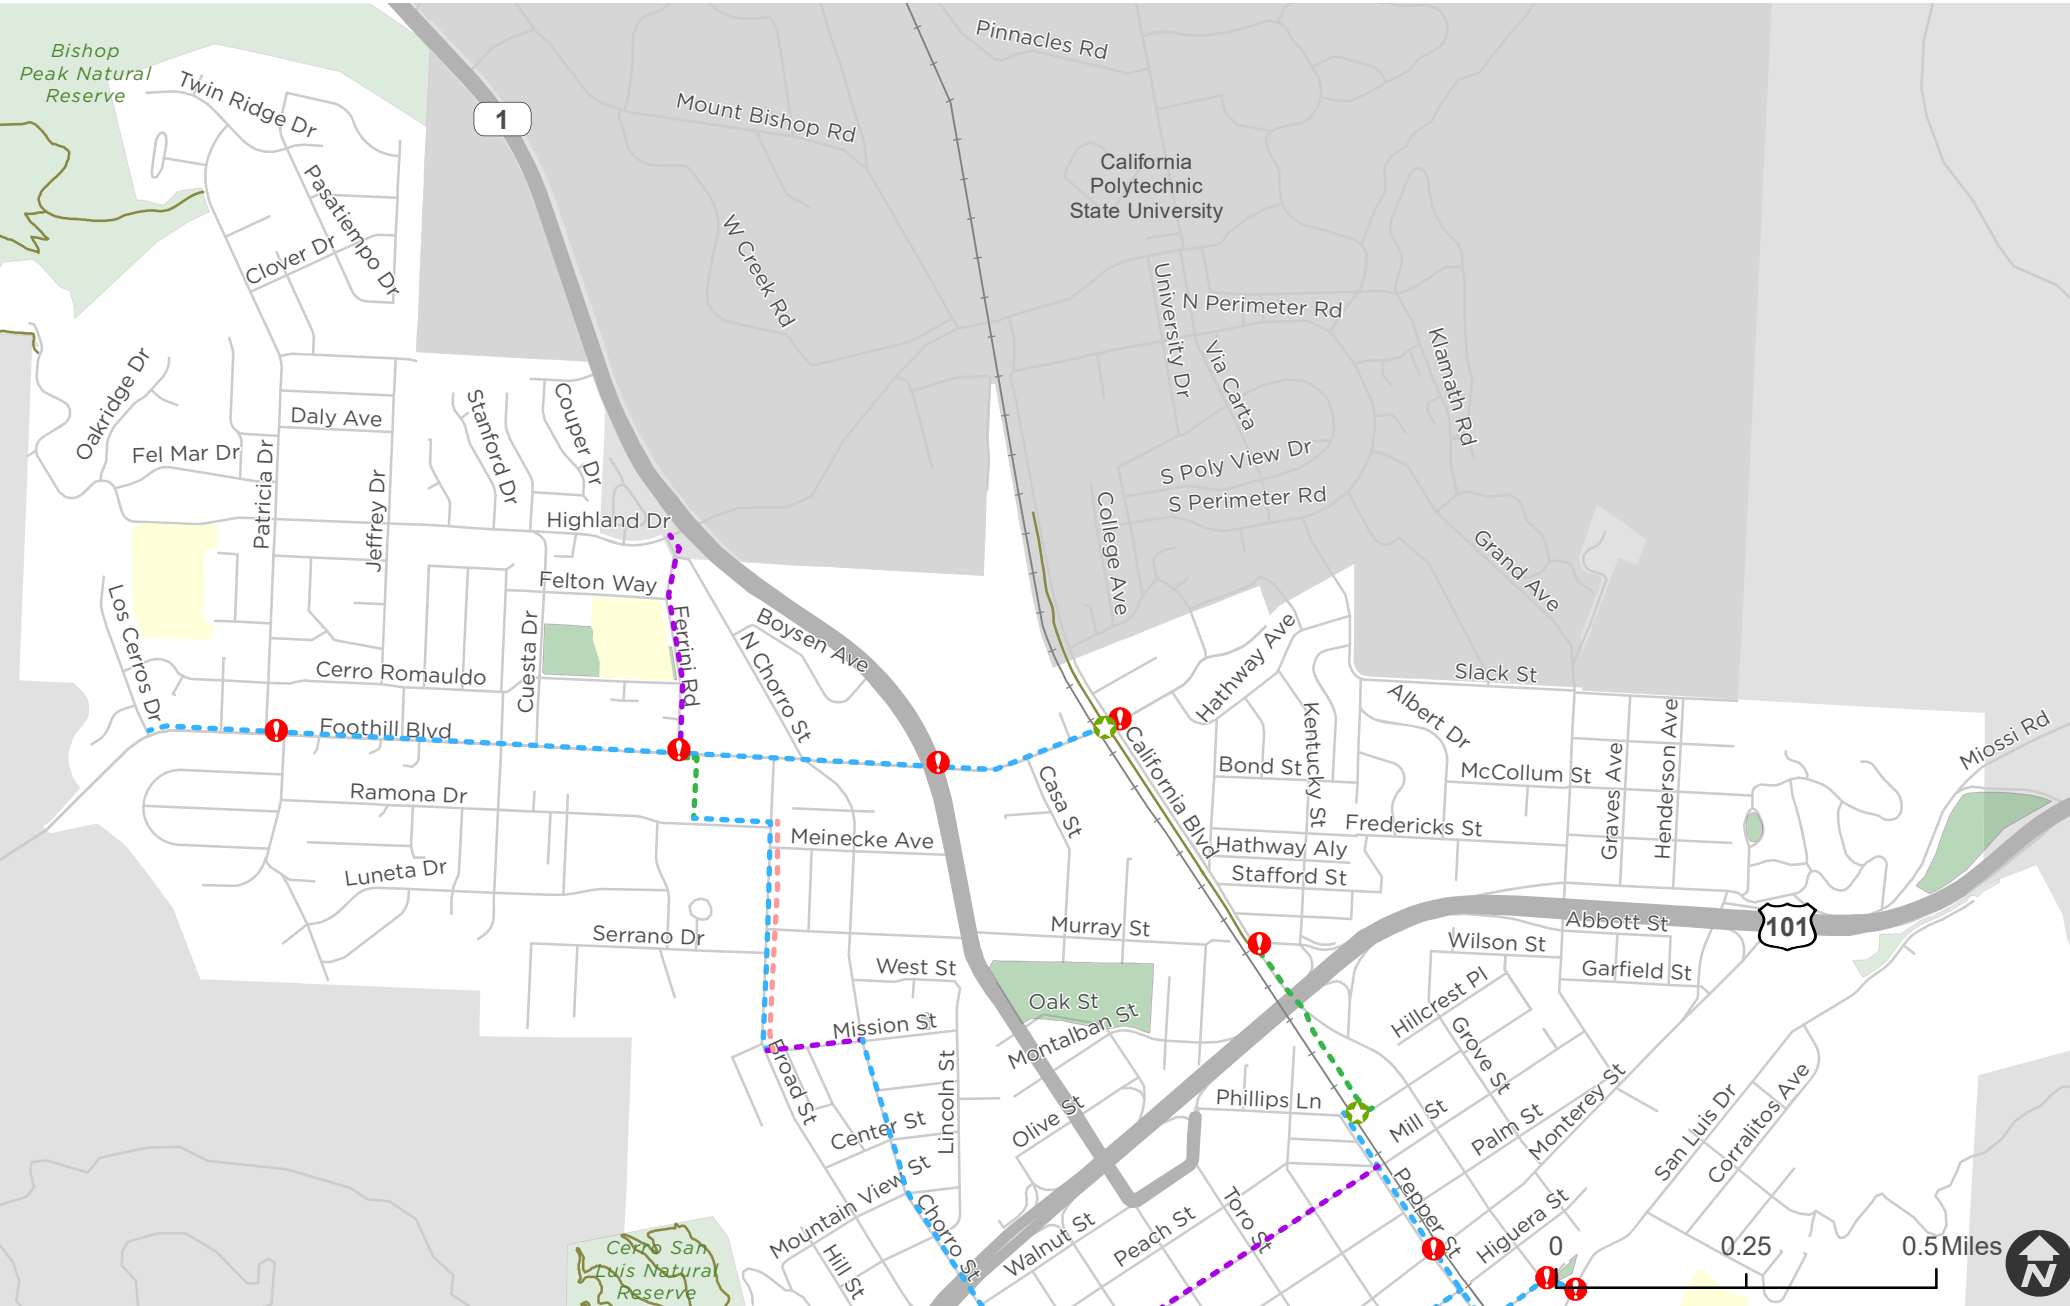 Pinnacles Rd
Bishop
Peak Natural
Reserve
Twin Ridge Dr
1
Mount Bishop Rd
California
Polytechnic
State University
Pasatiempo Dr
Clover Dr
W Creek Rd
University Dr
N Perimeter Rd
Via Carta
Klamath Rd
Oakridge Dr
Daly Ave
Stanford Dr
Couper Dr
Fel Mar Dr
Patricia Dr
Jeffrey Dr
S Poly View Dr
S Perimeter Rd
College Ave
Highland Dr
Grand Ave
Felton Way
Los Cerros Dr
Cuesta Dr
Ferrini Rd
Boysen Ave
N Chorro St
Hathway Ave
Cerro Romauldo
Slack St
Albert Dr
Foothill Blvd
Kentucky St
Graves Ave
Henderson Ave
Miossi Rd
California Blvd
Bond St
McCollum St
Casa St
Ramona Dr
Meinecke Ave
Fredericks St
Hathway Aly
Luneta Dr
Stafford St
Serrano Dr
Murray St
Abbott St
101
Wilson St
West St
Garfield St
Oak St
Hillcrest Pl
Mission St
Montalban St
Grove St
Broad St
Lincoln St
Phillips Ln
Mill St
Palm St
Monterey St
San Luis Dr
Corralitos Ave
Center St
Olive St
Mountain View St
Pepper St
Toro St
Chorro St
Walnut St
Peach St
Higuera St
Hill St
Cerro San
Luis Natural
Reserve
0
0.25
0.5 Miles
N